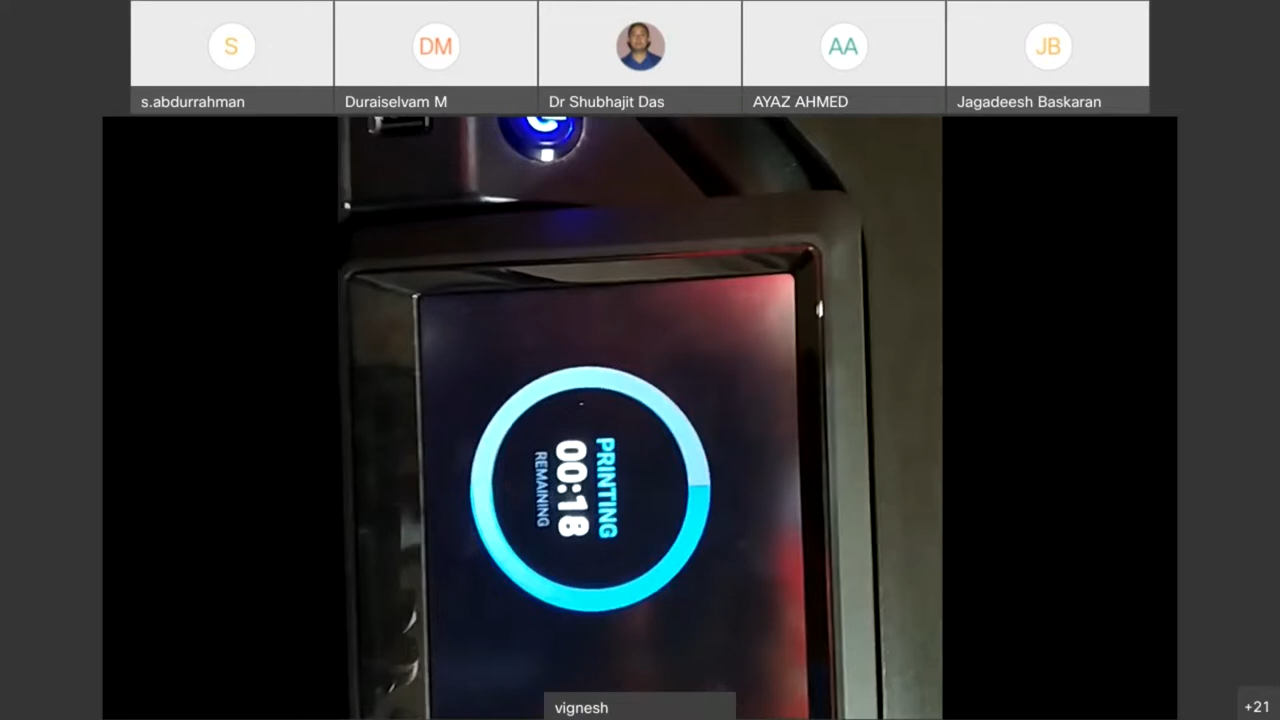 S
DM
AA
JB
s.abdurrahman
Duraiselvam M
Dr Shubhajit Das
AYAZ AHMED
Jagadeesh Baskaran
PRINTING
00:18
REMAINING
vignesh
+21